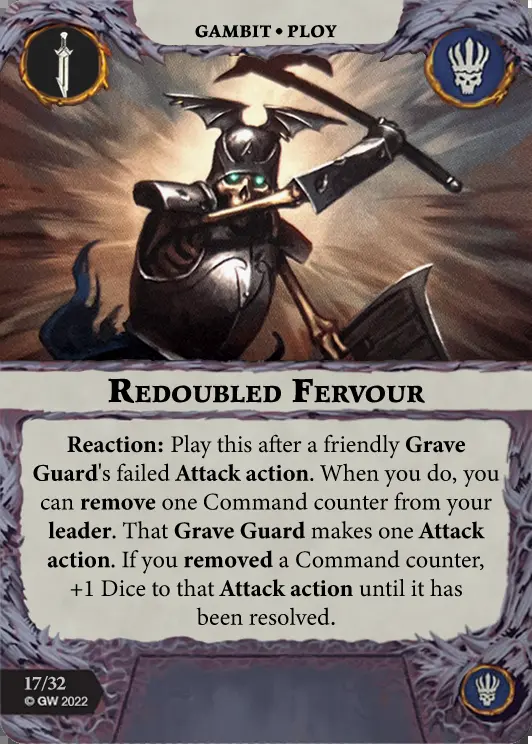 GAMBIT • PLOY
REDOUBLED FERVOUR
Reaction: Play this after a friendly Grave
Guard's failed Attack action. When you do, you
can remove one Command counter from your
leader. That Grave Guard makes one Attack
action. If you removed a Command counter,
+1 Dice to that Attack action until it has
been resolved.
17/32
© GW 2022